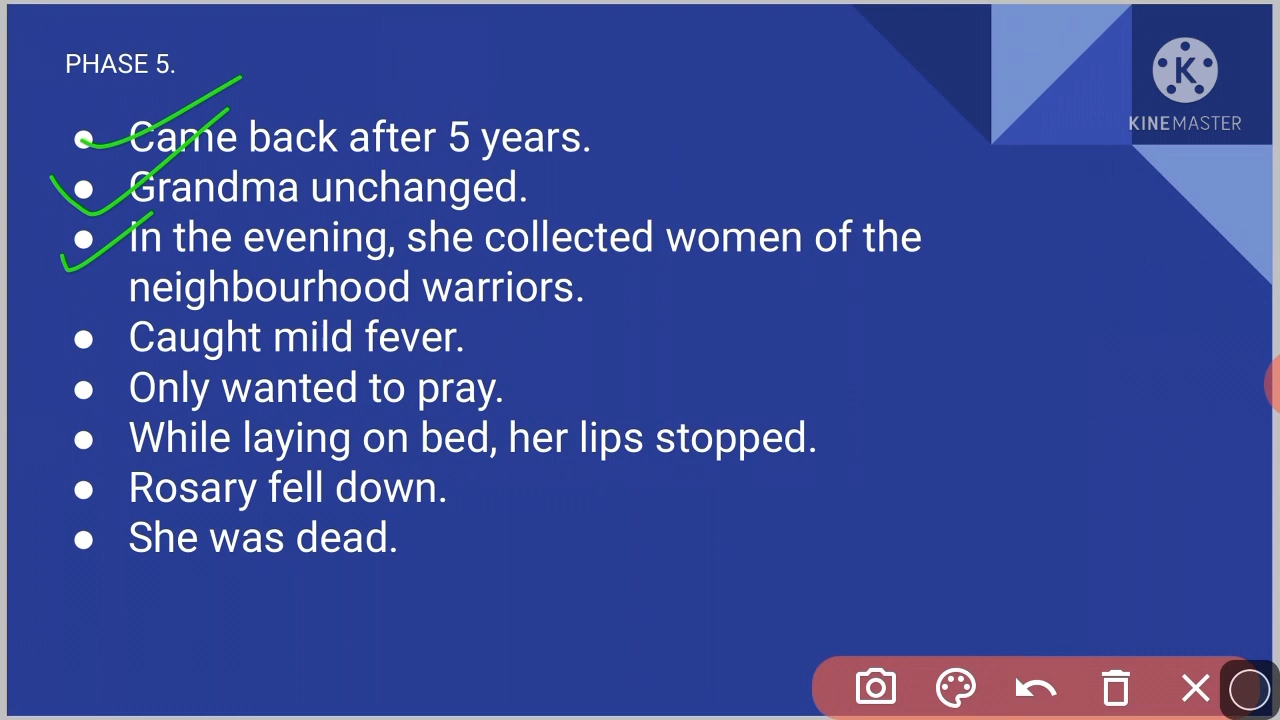 PHASE 5.
K
KINEMASTER
● Came back after 5 years.
● Grandma unchanged.
● In the evening, she collected women of the
neighbourhood warriors.
● Caught mild fever.
● Only wanted to pray.
● While laying on bed, her lips stopped.
● Rosary fell down.
● She was dead.